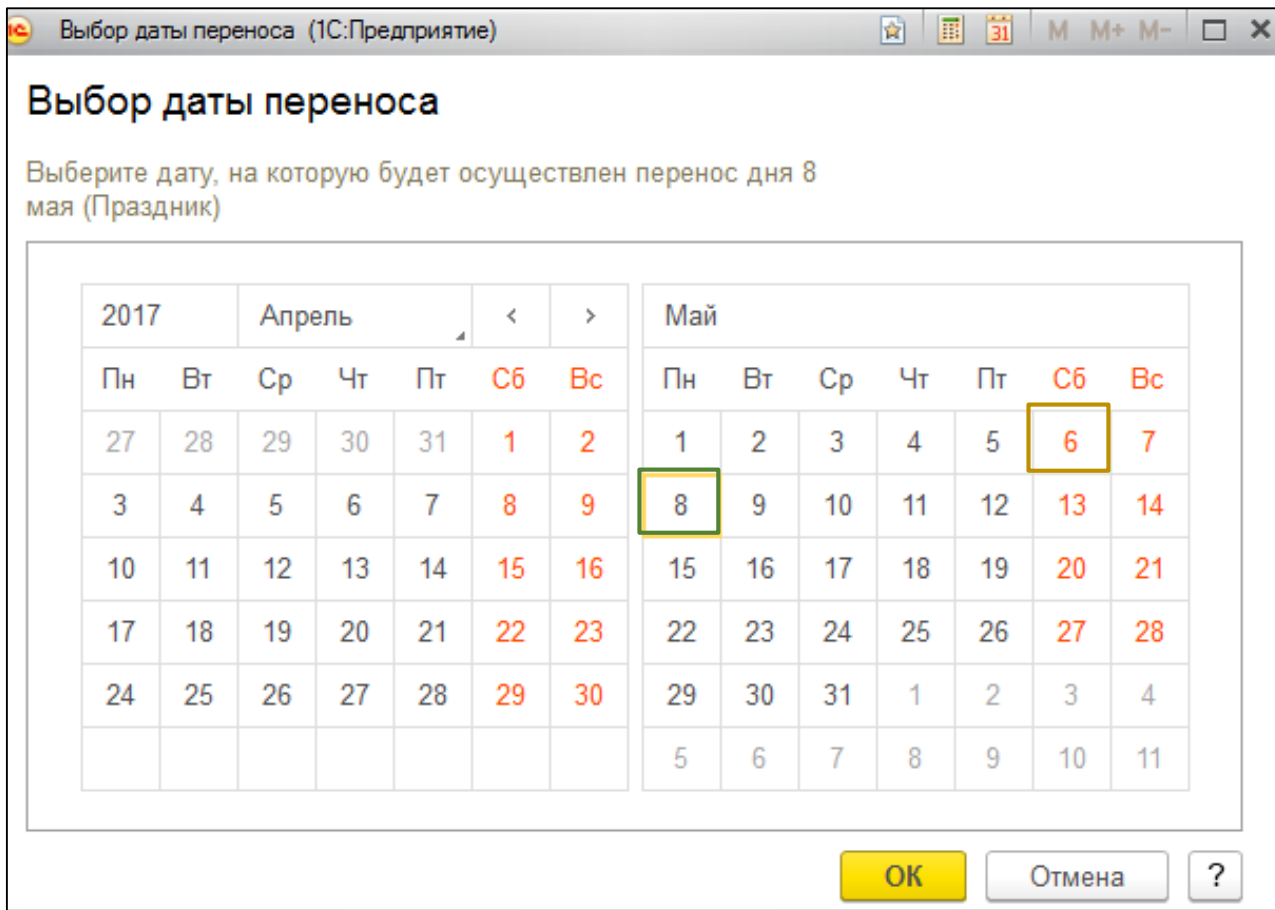 1С Выбор даты переноса (1С:Предприятие) 31 M M+ M-
Выбор даты переноса
Выберите дату, на которую будет осуществлен перенос дня 8
мая (Праздник)
2017 Апрель < > Май
Пн Вт Ср Чт Пт Сб Вс Пн Вт Ср Чт Пт Сб Вс
27 28 29 30 31 1 2 1 2 3 4 5 6 7
3 4 5 6 7 8 9 8 9 10 11 12 13 14
10 11 12 13 14 15 16 15 16 17 18 19 20 21
17 18 19 20 21 22 23 22 23 24 25 26 27 28
24 25 26 27 28 29 30 29 30 31 1 2 3 4
5 6 7 8 9 10 11
ОК Отмена ?